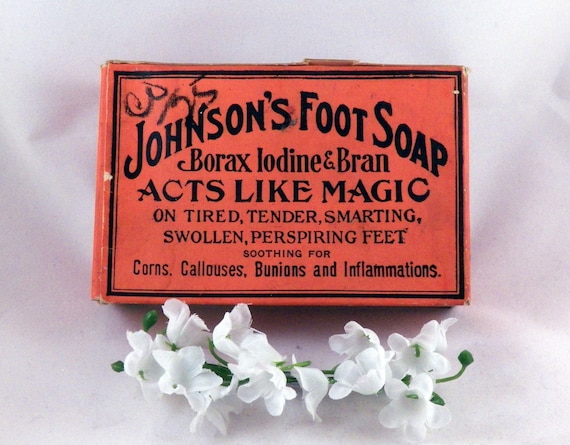 JOHNSON'S FOOT SOAP
Borax Iodine & Bran
ACTS LIKE MAGIC
ON TIRED, TENDER, SMARTING,
SWOLLEN, PERSPIRING FEET
SOOTHING FOR
Corns, Callouses, Bunions and Inflammations.